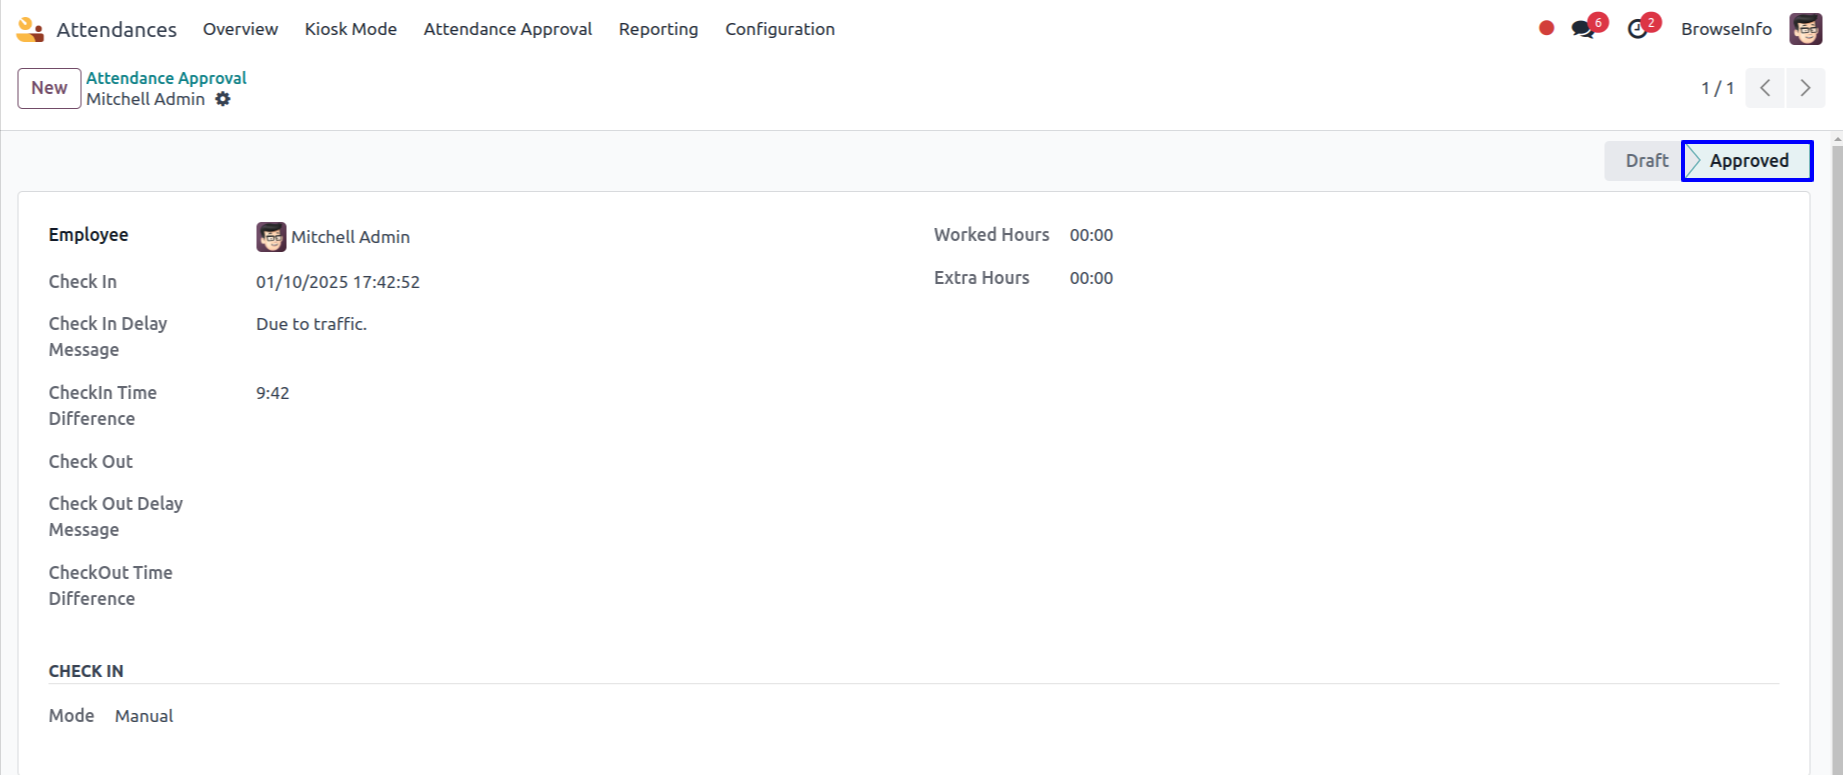 Attendances Overview Kiosk Mode Attendance Approval Reporting Configuration 6 2 BrowseInfo
New Attendance Approval
Mitchell Admin
1 / 1
Draft Approved
Employee Mitchell Admin Worked Hours 00:00
Check In 01/10/2025 17:42:52 Extra Hours 00:00
Check In Delay Due to traffic.
Message
CheckIn Time 9:42
Difference
Check Out
Check Out Delay
Message
CheckOut Time
Difference
CHECK IN
Mode Manual